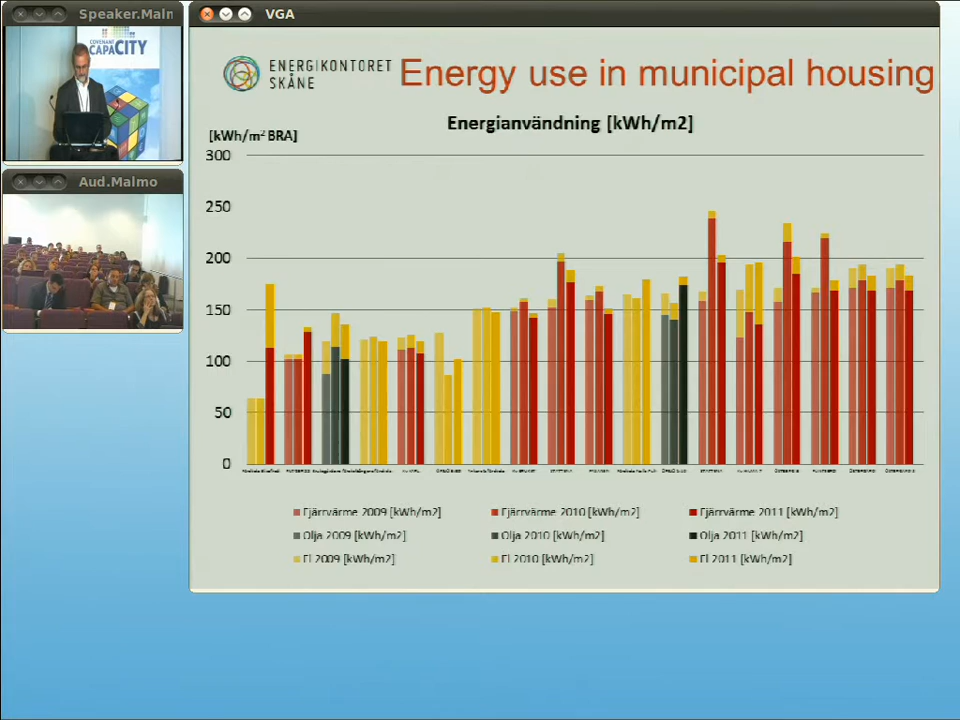 Speaker.Malm
VGA
COVENANT
CAPACITY
Aud.Malmo
ENERGIKONTORET
SKÅNE
Energy use in municipal housing
Energianvändning [kWh/m2]
[kWh/m² BRA]
300
250
200
150
100
50
0
Fjärrvärme 2009 [kWh/m2]
Fjärrvärme 2010 [kWh/m2]
Fjärrvärme 2011 [kWh/m2]
Olja 2009 [kWh/m2]
Olja 2010 [kWh/m2]
Olja 2011 [kWh/m2]
El 2009 [kWh/m2]
El 2010 [kWh/m2]
El 2011 [kWh/m2]